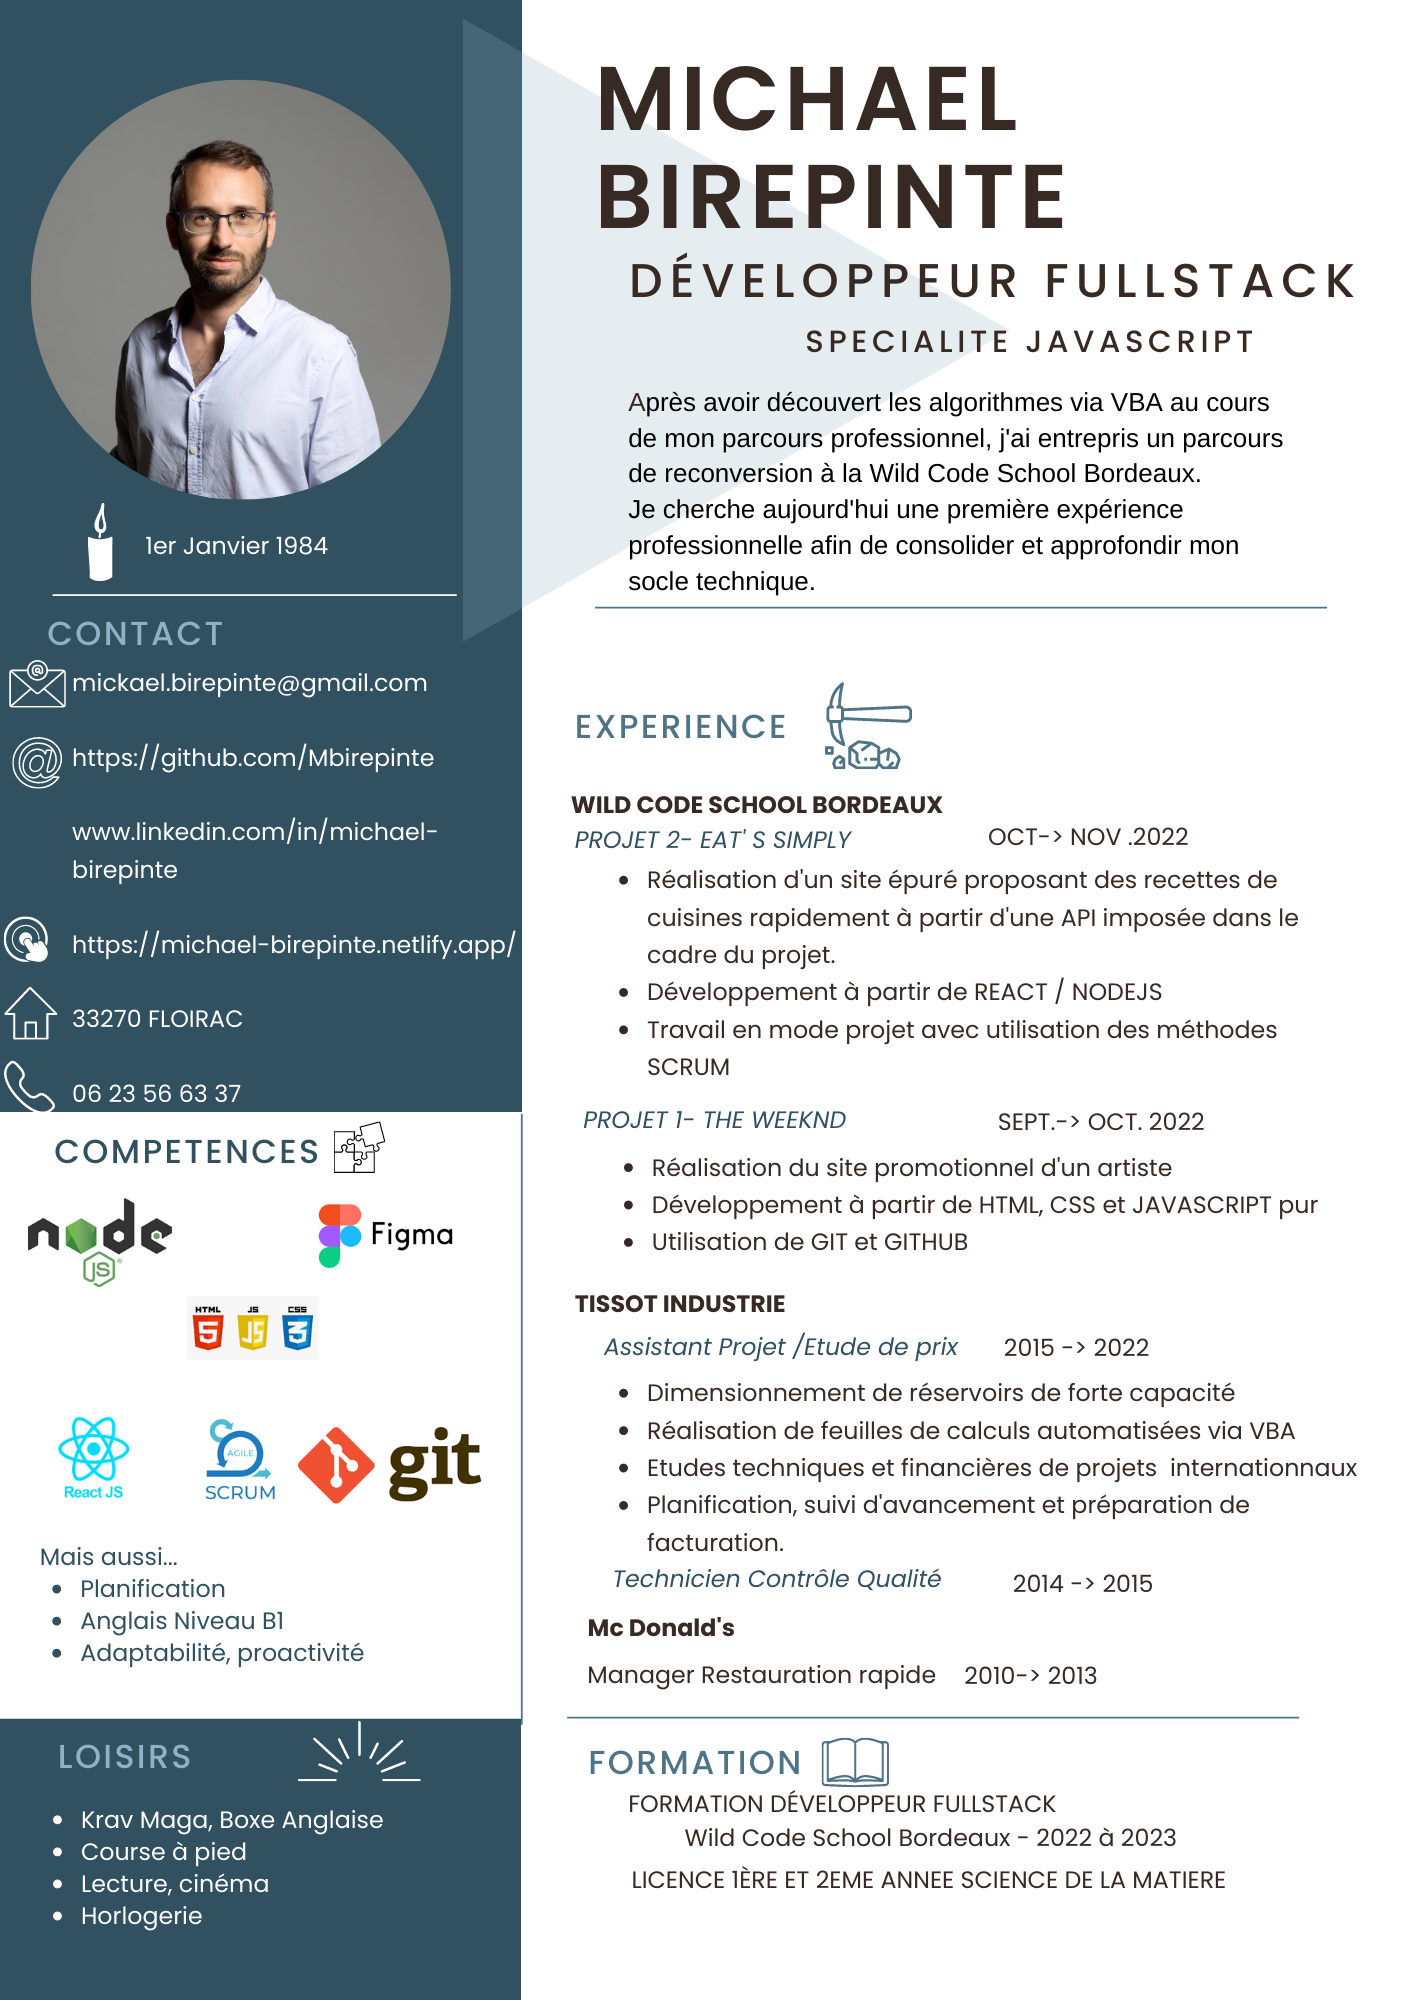 MICHAEL
BIREPINTE
DÉVELOPPEUR FULLSTACK
SPECIALITE JAVASCRIPT
Après avoir découvert les algorithmes via VBA au cours
de mon parcours professionnel, j'ai entrepris un parcours
de reconversion à la Wild Code School Bordeaux.
Je cherche aujourd'hui une première expérience
professionnelle afin de consolider et approfondir mon
socle technique.
1er Janvier 1984
CONTACT
@
mickael.birepinte@gmail.com
@
https://github.com/Mbirepinte
www.linkedin.com/in/michael-
birepinte
https://michael-birepinte.netlify.app/
33270 FLOIRAC
06 23 56 63 37
COMPETENCES
node
JS
®
Figma
HTML JS CSS
5 JS 3
React JS
AGILE
SCRUM
git
Mais aussi...
• Planification
• Anglais Niveau B1
• Adaptabilité, proactivité
LOISIRS
• Krav Maga, Boxe Anglaise
• Course à pied
• Lecture, cinéma
• Horlogerie
EXPERIENCE
WILD CODE SCHOOL BORDEAUX
PROJET 2- EAT' S SIMPLY OCT-> NOV .2022
• Réalisation d'un site épuré proposant des recettes de
cuisines rapidement à partir d'une API imposée dans le
cadre du projet.
• Développement à partir de REACT / NODEJS
• Travail en mode projet avec utilisation des méthodes
SCRUM
PROJET 1- THE WEEKND SEPT.-> OCT. 2022
• Réalisation du site promotionnel d'un artiste
• Développement à partir de HTML, CSS et JAVASCRIPT pur
• Utilisation de GIT et GITHUB
TISSOT INDUSTRIE
Assistant Projet /Etude de prix 2015 -> 2022
• Dimensionnement de réservoirs de forte capacité
• Réalisation de feuilles de calculs automatisées via VBA
• Etudes techniques et financières de projets  internationnaux
• Planification, suivi d'avancement et préparation de
facturation.
Technicien Contrôle Qualité 2014 -> 2015
Mc Donald's
Manager Restauration rapide 2010-> 2013
FORMATION
FORMATION DÉVELOPPEUR FULLSTACK
Wild Code School Bordeaux - 2022 à 2023
LICENCE 1ÈRE ET 2EME ANNEE SCIENCE DE LA MATIERE